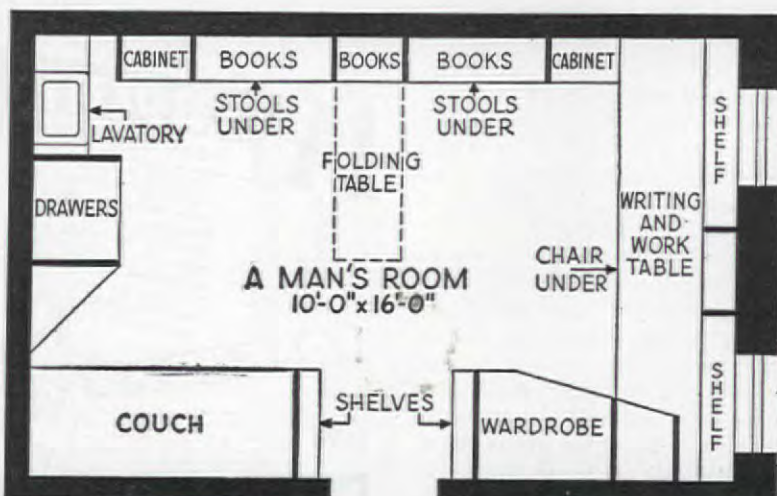 CABINET
BOOKS
BOOKS
BOOKS
CABINET
STOOLS
UNDER
STOOLS
UNDER
LAVATORY
FOLDING
TABLE
SHELF
DRAWERS
WRITING
AND
WORK
TABLE
CHAIR
UNDER
A MAN'S ROOM
10'-0" x 16'-0"
SHELVES
COUCH
WARDROBE
SHELF